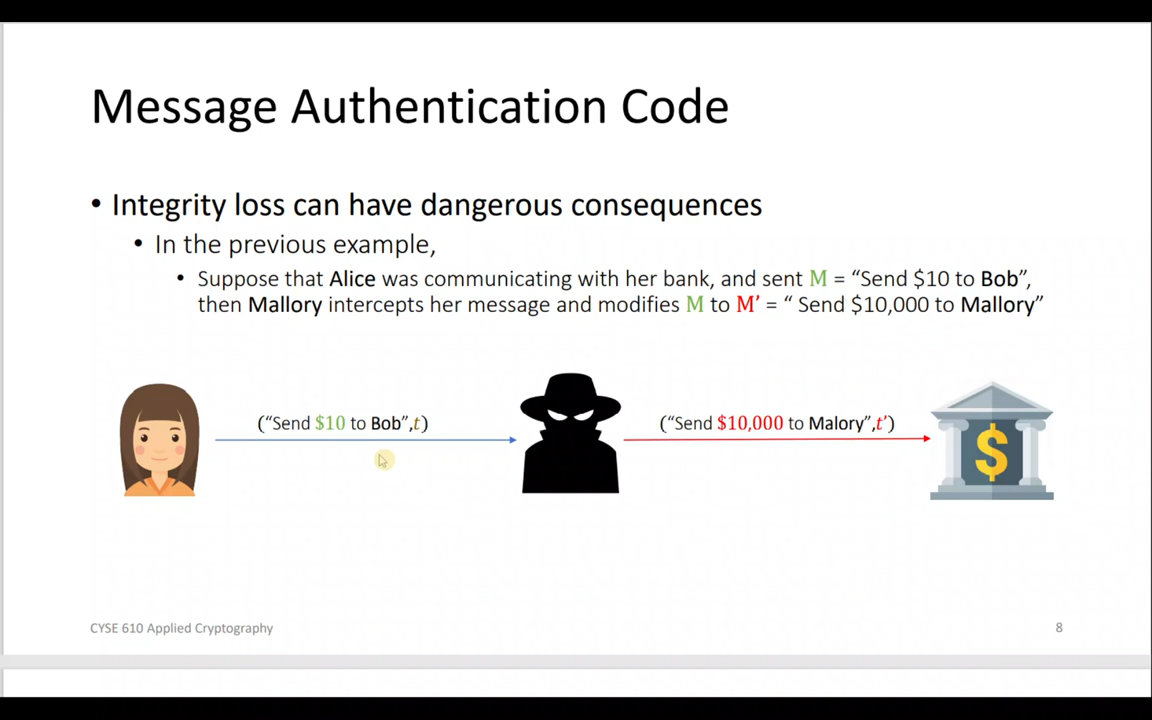 Message Authentication Code
• Integrity loss can have dangerous consequences
• In the previous example,
• Suppose that Alice was communicating with her bank, and sent M = “Send $10 to Bob”,
then Mallory intercepts her message and modifies M to M’ = “ Send $10,000 to Mallory”
(“Send $10 to Bob”,t)
(“Send $10,000 to Malory”,t’)
$
CYSE 610 Applied Cryptography
8